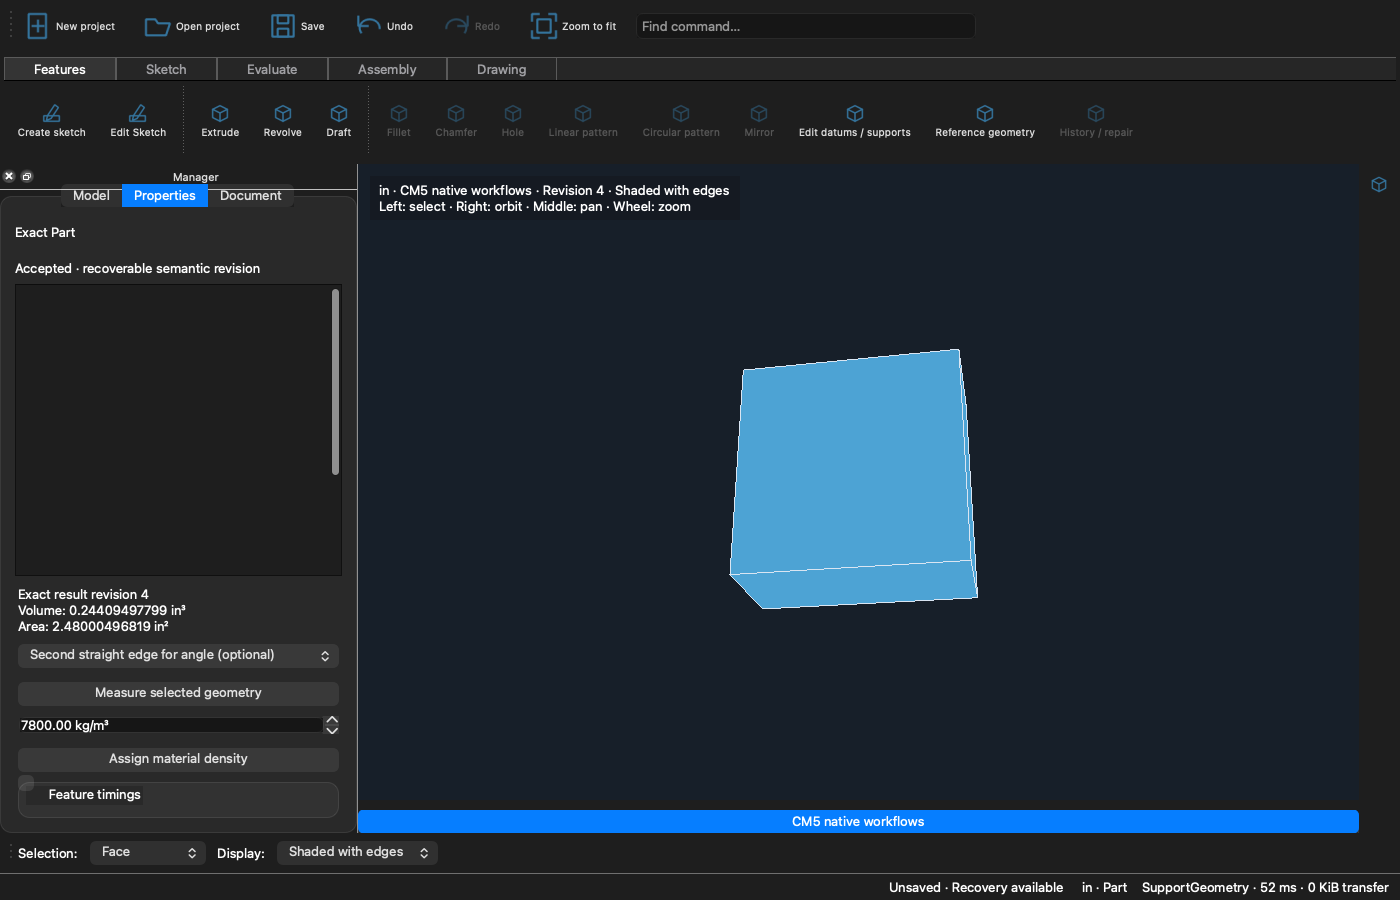 New project
Open project
Save
Undo
Redo
Zoom to fit
Find command...
Features
Sketch
Evaluate
Assembly
Drawing
Create sketch
Edit Sketch
Extrude
Revolve
Draft
Fillet
Chamfer
Hole
Linear pattern
Circular pattern
Mirror
Edit datums / supports
Reference geometry
History / repair
Manager
Model
Properties
Document
Exact Part
Accepted · recoverable semantic revision
Exact result revision 4
Volume: 0.24409497799 in³
Area: 2.48000496819 in²
Second straight edge for angle (optional)
Measure selected geometry
7800.00 kg/m³
Assign material density
Feature timings
in · CM5 native workflows · Revision 4 · Shaded with edges
Left: select · Right: orbit · Middle: pan · Wheel: zoom
CM5 native workflows
Selection:
Face
Display:
Shaded with edges
Unsaved · Recovery available
in · Part
SupportGeometry · 52 ms · 0 KiB transfer